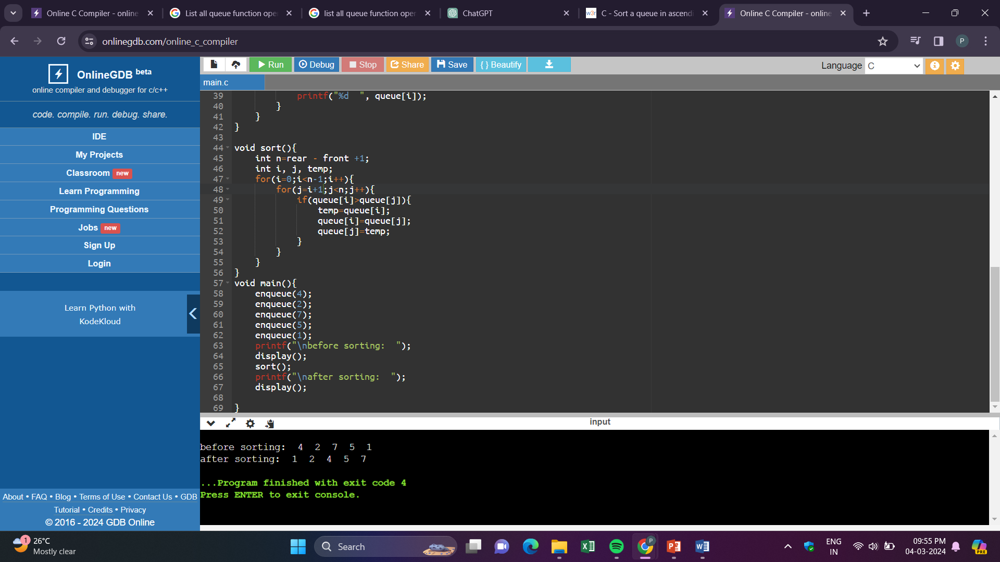 Online C Compiler - online
List all queue function oper
list all queue function oper
ChatGPT
w3r C - Sort a queue in ascendi
Online C Compiler - online
onlinegdb.com/online_c_compiler
P
OnlineGDB beta
online compiler and debugger for c/c++
code. compile. run. debug. share.
IDE
My Projects
Classroom new
Learn Programming
Programming Questions
Jobs new
Sign Up
Login
Learn Python with
KodeKloud
About • FAQ • Blog • Terms of Use • Contact Us • GDB
Tutorial • Credits • Privacy
© 2016 - 2024 GDB Online
Run Debug Stop Share Save { } Beautify
Language C
main.c
39 printf("%d  ", queue[i]);
40 }
41 }
42 }
43
44 void sort(){
45 int n=rear - front +1;
46 int i, j, temp;
47 for(i=0;i<n-1;i++){
48 for(j=i+1;j<n;j++){
49 if(queue[i]>queue[j]){
50 temp=queue[i];
51 queue[i]=queue[j];
52 queue[j]=temp;
53 }
54 }
55 }
56 }
57 void main(){
58 enqueue(4);
59 enqueue(2);
60 enqueue(7);
61 enqueue(5);
62 enqueue(1);
63 printf("\nbefore sorting:  ");
64 display();
65 sort();
66 printf("\nafter sorting:  ");
67 display();
68
69 }
input
before sorting:  4  2  7  5  1
after sorting:  1  2  4  5  7
...Program finished with exit code 4
Press ENTER to exit console.
1
26°C
Mostly clear
Search
P
ENG
IN
09:55 PM
04-03-2024
PRE